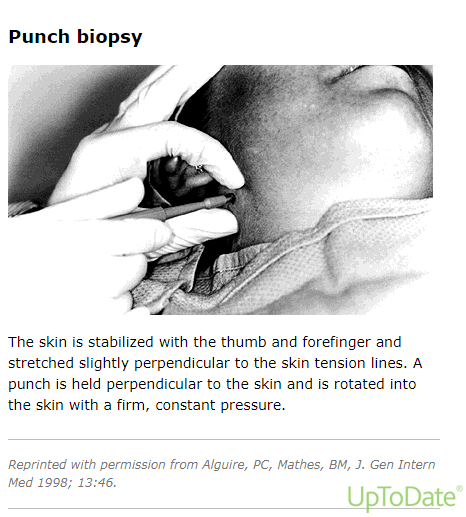 Punch biopsy
The skin is stabilized with the thumb and forefinger and
stretched slightly perpendicular to the skin tension lines. A
punch is held perpendicular to the skin and is rotated into
the skin with a firm, constant pressure.
Reprinted with permission from Alguire, PC, Mathes, BM, J. Gen Intern
Med 1998; 13:46.
UpToDate®